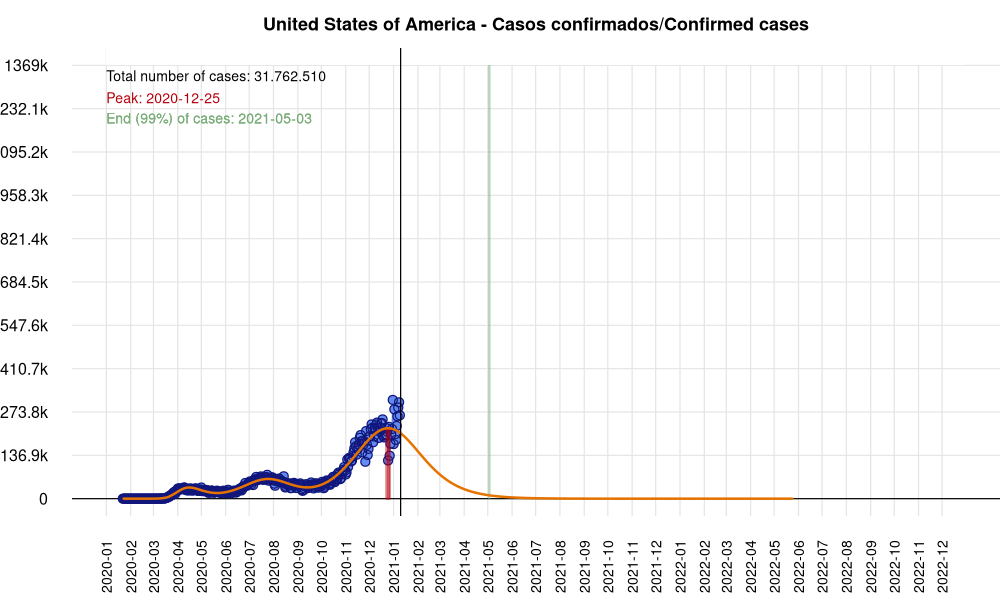 United States of America - Casos confirmados/Confirmed cases
1369k
Total number of cases: 31.762.510
Peak: 2020-12-25
232.1k
End (99%) of cases: 2021-05-03
095.2k
958.3k
821.4k
684.5k
547.6k
410.7k
273.8k
136.9k
0
2020-01
2020-02
2020-03
2020-04
2020-05
2020-06
2020-07
2020-08
2020-09
2020-10
2020-11
2020-12
2021-01
2021-02
2021-03
2021-04
2021-05
2021-06
2021-07
2021-08
2021-09
2021-10
2021-11
2021-12
2022-01
2022-02
2022-03
2022-04
2022-05
2022-06
2022-07
2022-08
2022-09
2022-10
2022-11
2022-12